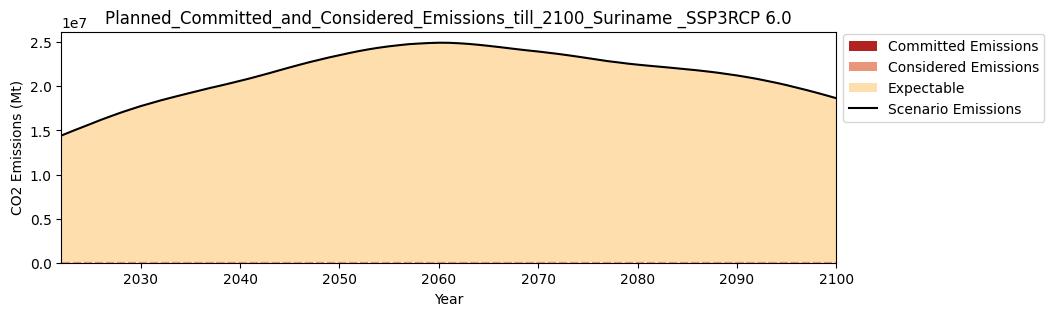 Planned_Committed_and_Considered_Emissions_till_2100_Suriname _SSP3RCP 6.0
1e7
2.5
2.0
1.5
1.0
0.5
0.0
CO2 Emissions (Mt)
2030 2040 2050 2060 2070 2080 2090 2100
Year
Committed Emissions
Considered Emissions
Expectable
Scenario Emissions